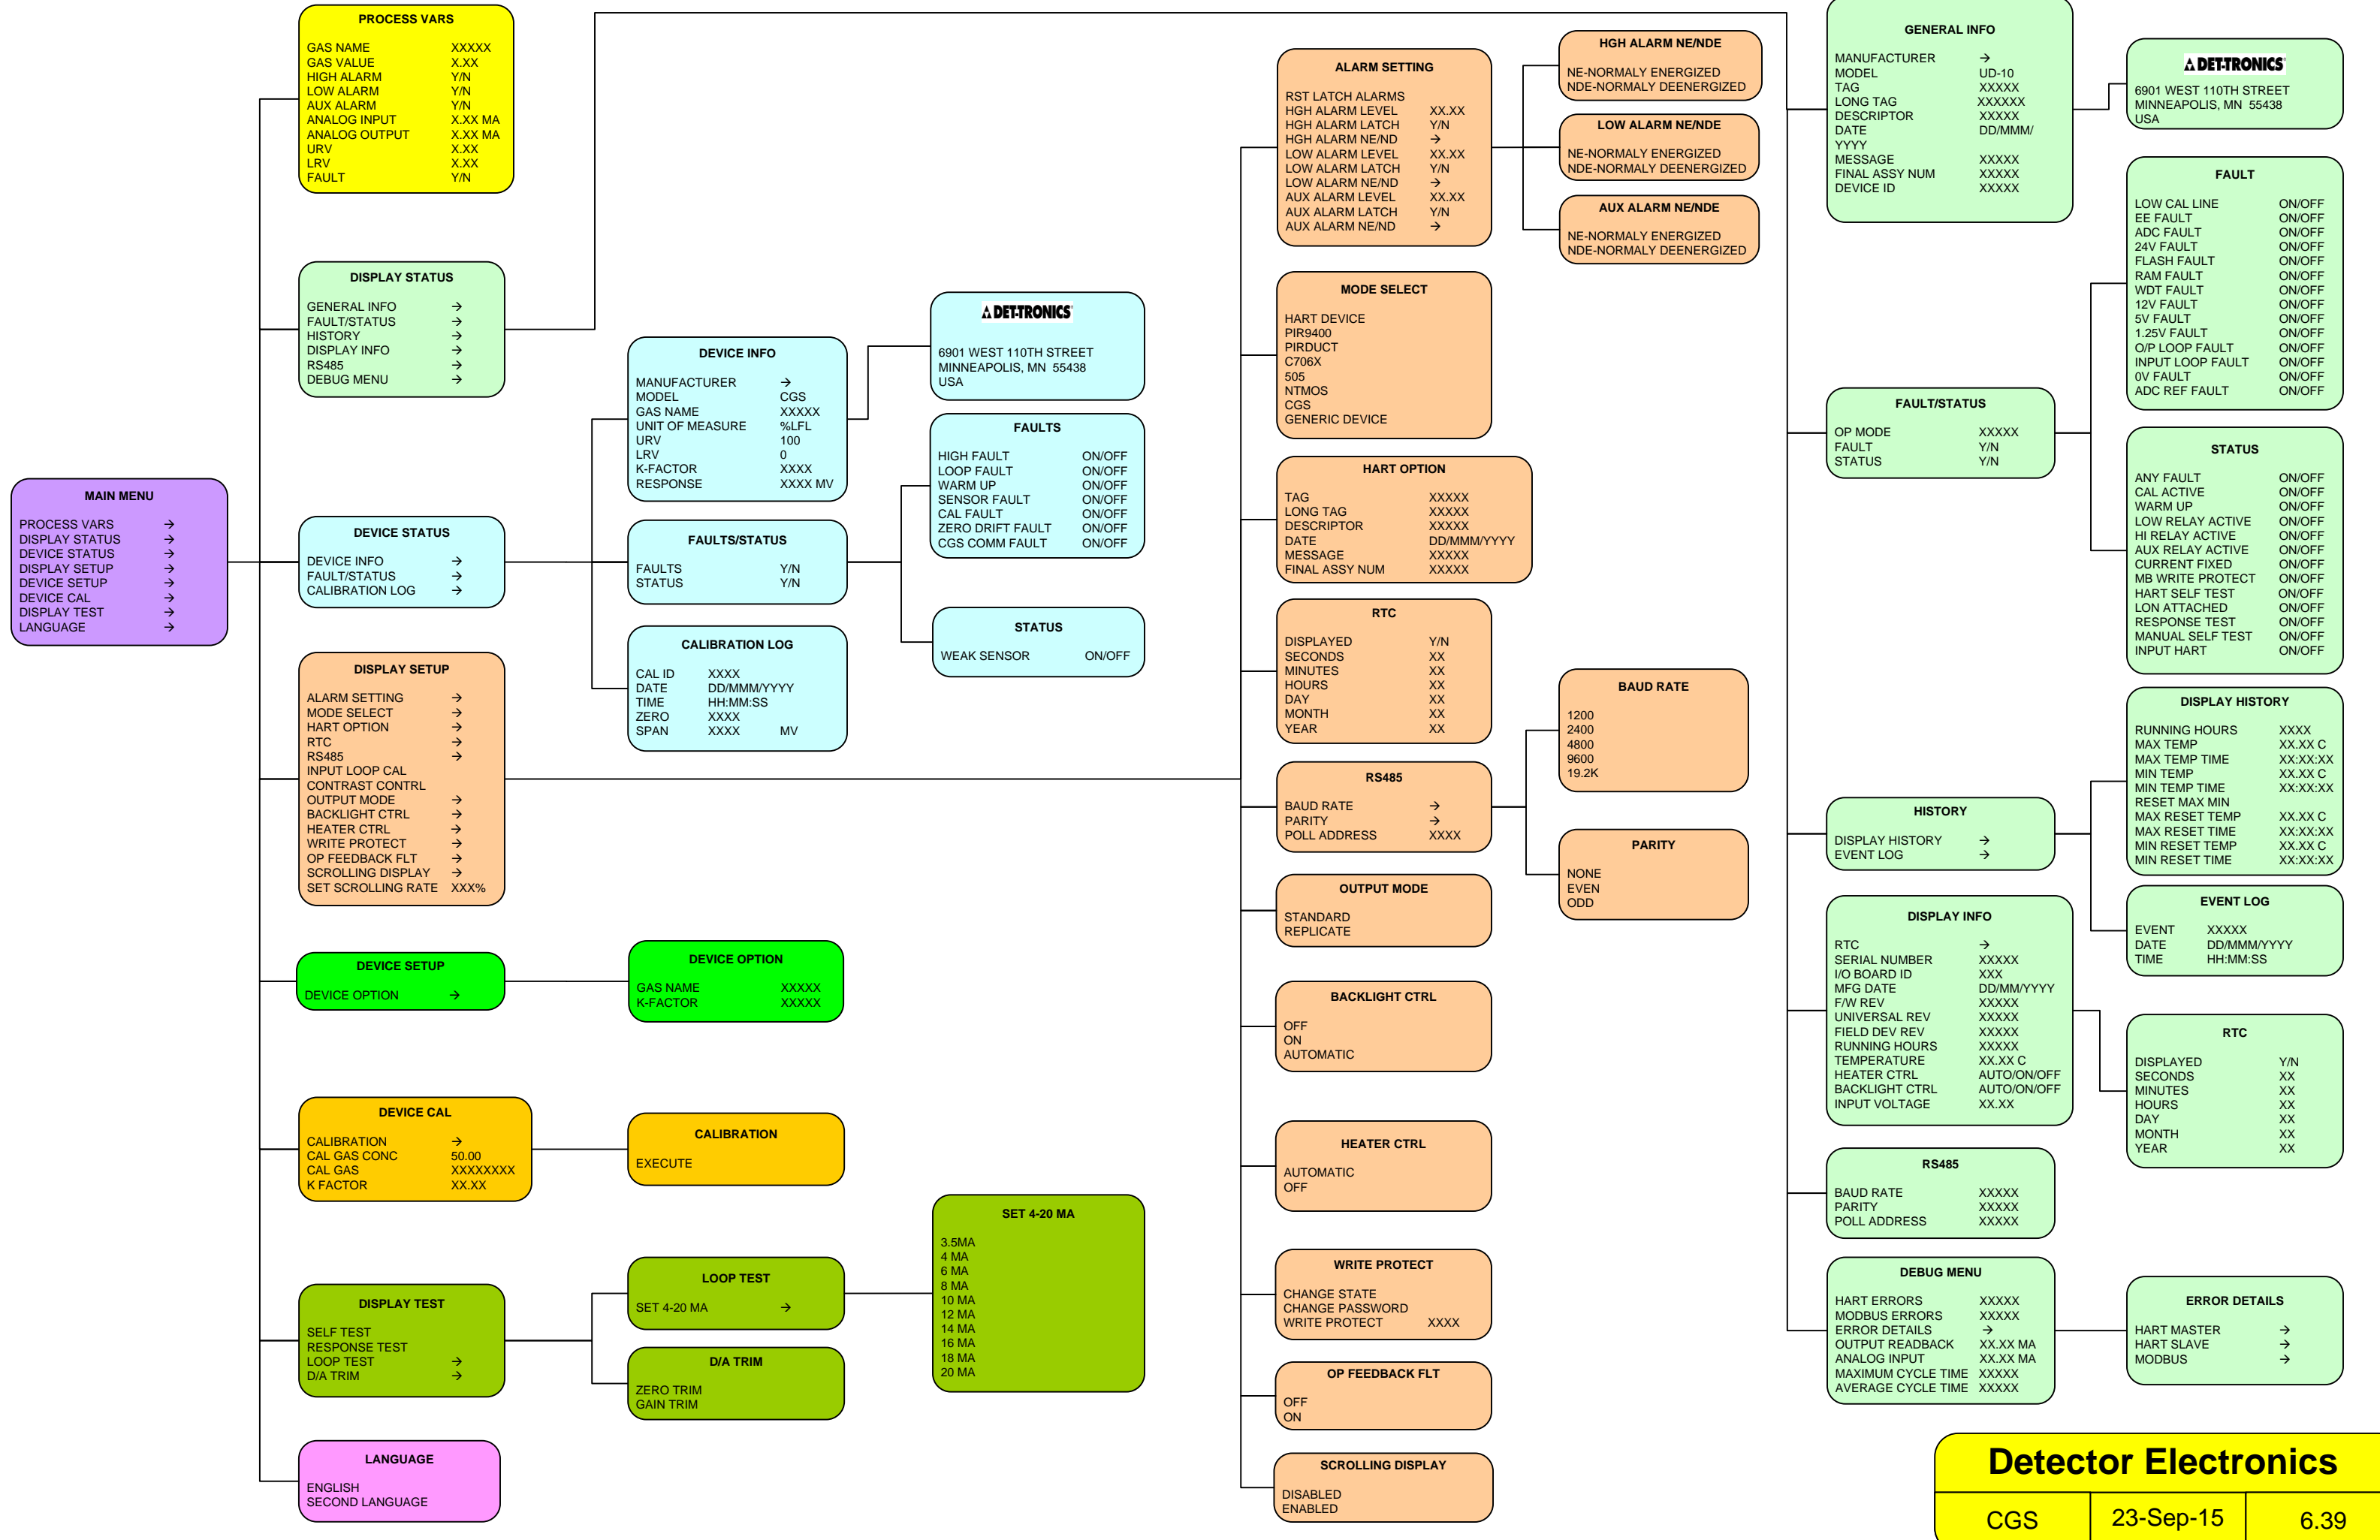 MAIN MENU
PROCESS VARS →
DISPLAY STATUS →
DEVICE STATUS →
DISPLAY SETUP →
DEVICE SETUP →
DEVICE CAL →
DISPLAY TEST →
LANGUAGE →
PROCESS VARS
GAS NAME XXXXX
GAS VALUE X.XX
HIGH ALARM Y/N
LOW ALARM Y/N
AUX ALARM Y/N
ANALOG INPUT X.XX MA
ANALOG OUTPUT X.XX MA
URV X.XX
LRV X.XX
FAULT Y/N
DISPLAY STATUS
GENERAL INFO →
FAULT/STATUS →
HISTORY →
DISPLAY INFO →
RS485 →
DEBUG MENU →
DEVICE STATUS
DEVICE INFO →
FAULT/STATUS →
CALIBRATION LOG →
DISPLAY SETUP
ALARM SETTING →
MODE SELECT →
HART OPTION →
RTC →
RS485 →
INPUT LOOP CAL
CONTRAST CONTRL
OUTPUT MODE →
BACKLIGHT CTRL →
HEATER CTRL →
WRITE PROTECT →
OP FEEDBACK FLT →
SCROLLING DISPLAY →
SET SCROLLING RATE XXX%
DEVICE SETUP
DEVICE OPTION →
DEVICE CAL
CALIBRATION →
CAL GAS CONC 50.00
CAL GAS XXXXXXXX
K FACTOR XX.XX
DISPLAY TEST
SELF TEST
RESPONSE TEST
LOOP TEST →
D/A TRIM →
LANGUAGE
ENGLISH
SECOND LANGUAGE
DEVICE INFO
MANUFACTURER →
MODEL CGS
GAS NAME XXXXX
UNIT OF MEASURE %LFL
URV 100
LRV 0
K-FACTOR XXXX
RESPONSE XXXX MV
FAULTS/STATUS
FAULTS Y/N
STATUS Y/N
CALIBRATION LOG
CAL ID XXXX
DATE DD/MMM/YYYY
TIME HH:MM:SS
ZERO XXXX
SPAN XXXX MV
DEVICE OPTION
GAS NAME XXXXX
K-FACTOR XXXXX
CALIBRATION
EXECUTE
LOOP TEST
SET 4-20 MA →
D/A TRIM
ZERO TRIM
GAIN TRIM
DET-TRONICS
6901 WEST 110TH STREET
MINNEAPOLIS, MN 55438
USA
FAULTS
HIGH FAULT ON/OFF
LOOP FAULT ON/OFF
WARM UP ON/OFF
SENSOR FAULT ON/OFF
CAL FAULT ON/OFF
ZERO DRIFT FAULT ON/OFF
CGS COMM FAULT ON/OFF
STATUS
WEAK SENSOR ON/OFF
SET 4-20 MA
3.5MA
4 MA
6 MA
8 MA
10 MA
12 MA
14 MA
16 MA
18 MA
20 MA
ALARM SETTING
RST LATCH ALARMS
HGH ALARM LEVEL XX.XX
HGH ALARM LATCH Y/N
HGH ALARM NE/ND →
LOW ALARM LEVEL XX.XX
LOW ALARM LATCH Y/N
LOW ALARM NE/ND →
AUX ALARM LEVEL XX.XX
AUX ALARM LATCH Y/N
AUX ALARM NE/ND →
MODE SELECT
HART DEVICE
PIR9400
PIRDUCT
C706X
505
NTMOS
CGS
GENERIC DEVICE
HART OPTION
TAG XXXXX
LONG TAG XXXXX
DESCRIPTOR XXXXX
DATE DD/MMM/YYYY
MESSAGE XXXXX
FINAL ASSY NUM XXXXX
RTC
DISPLAYED Y/N
SECONDS XX
MINUTES XX
HOURS XX
DAY XX
MONTH XX
YEAR XX
RS485
BAUD RATE →
PARITY →
POLL ADDRESS XXXX
OUTPUT MODE
STANDARD
REPLICATE
BACKLIGHT CTRL
OFF
ON
AUTOMATIC
HEATER CTRL
AUTOMATIC
OFF
WRITE PROTECT
CHANGE STATE
CHANGE PASSWORD
WRITE PROTECT XXXX
OP FEEDBACK FLT
OFF
ON
SCROLLING DISPLAY
DISABLED
ENABLED
HGH ALARM NE/NDE
NE-NORMALY ENERGIZED
NDE-NORMALY DEENERGIZED
LOW ALARM NE/NDE
NE-NORMALY ENERGIZED
NDE-NORMALY DEENERGIZED
AUX ALARM NE/NDE
NE-NORMALY ENERGIZED
NDE-NORMALY DEENERGIZED
BAUD RATE
1200
2400
4800
9600
19.2K
PARITY
NONE
EVEN
ODD
GENERAL INFO
MANUFACTURER →
MODEL UD-10
TAG XXXXX
LONG TAG XXXXXX
DESCRIPTOR XXXXX
DATE DD/MMM/
YYYY
MESSAGE XXXXX
FINAL ASSY NUM XXXXX
DEVICE ID XXXXX
FAULT/STATUS
OP MODE XXXXX
FAULT Y/N
STATUS Y/N
HISTORY
DISPLAY HISTORY →
EVENT LOG →
DISPLAY INFO
RTC →
SERIAL NUMBER XXXXX
I/O BOARD ID XXX
MFG DATE DD/MM/YYYY
F/W REV XXXXX
UNIVERSAL REV XXXXX
FIELD DEV REV XXXXX
RUNNING HOURS XXXXX
TEMPERATURE XX.XX C
HEATER CTRL AUTO/ON/OFF
BACKLIGHT CTRL AUTO/ON/OFF
INPUT VOLTAGE XX.XX
RS485
BAUD RATE XXXXX
PARITY XXXXX
POLL ADDRESS XXXXX
DEBUG MENU
HART ERRORS XXXXX
MODBUS ERRORS XXXXX
ERROR DETAILS →
OUTPUT READBACK XX.XX MA
ANALOG INPUT XX.XX MA
MAXIMUM CYCLE TIME XXXXX
AVERAGE CYCLE TIME XXXXX
DET-TRONICS
6901 WEST 110TH STREET
MINNEAPOLIS, MN 55438
USA
FAULT
LOW CAL LINE ON/OFF
EE FAULT ON/OFF
ADC FAULT ON/OFF
24V FAULT ON/OFF
FLASH FAULT ON/OFF
RAM FAULT ON/OFF
WDT FAULT ON/OFF
12V FAULT ON/OFF
5V FAULT ON/OFF
1.25V FAULT ON/OFF
O/P LOOP FAULT ON/OFF
INPUT LOOP FAULT ON/OFF
0V FAULT ON/OFF
ADC REF FAULT ON/OFF
STATUS
ANY FAULT ON/OFF
CAL ACTIVE ON/OFF
WARM UP ON/OFF
LOW RELAY ACTIVE ON/OFF
HI RELAY ACTIVE ON/OFF
AUX RELAY ACTIVE ON/OFF
CURRENT FIXED ON/OFF
MB WRITE PROTECT ON/OFF
HART SELF TEST ON/OFF
LON ATTACHED ON/OFF
RESPONSE TEST ON/OFF
MANUAL SELF TEST ON/OFF
INPUT HART ON/OFF
DISPLAY HISTORY
RUNNING HOURS XXXX
MAX TEMP XX.XX C
MAX TEMP TIME XX:XX:XX
MIN TEMP XX.XX C
MIN TEMP TIME XX:XX:XX
RESET MAX MIN
MAX RESET TEMP XX.XX C
MAX RESET TIME XX:XX:XX
MIN RESET TEMP XX.XX C
MIN RESET TIME XX:XX:XX
EVENT LOG
EVENT XXXXX
DATE DD/MMM/YYYY
TIME HH:MM:SS
RTC
DISPLAYED Y/N
SECONDS XX
MINUTES XX
HOURS XX
DAY XX
MONTH XX
YEAR XX
ERROR DETAILS
HART MASTER →
HART SLAVE →
MODBUS →
Detector Electronics
CGS 23-Sep-15 6.39